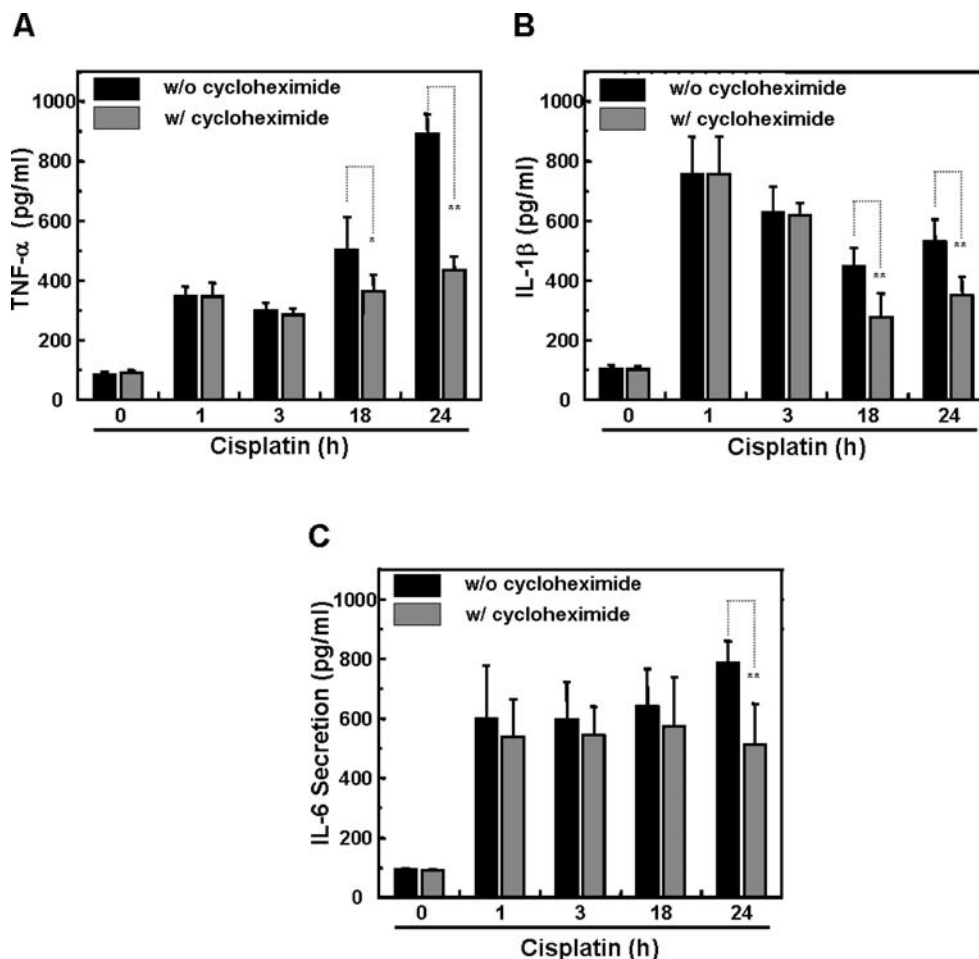 A
w/o cycloheximide
w/ cycloheximide
TNF-α (pg/ml)
1000
800
600
400
200
0
*
**
0 1 3 18 24
Cisplatin (h)
B
w/o cycloheximide
w/ cycloheximide
IL-1β (pg/ml)
1000
800
600
400
200
0
**
**
0 1 3 18 24
Cisplatin (h)
C
w/o cycloheximide
w/ cycloheximide
IL-6 Secretion (pg/ml)
1000
800
600
400
200
0
**
0 1 3 18 24
Cisplatin (h)